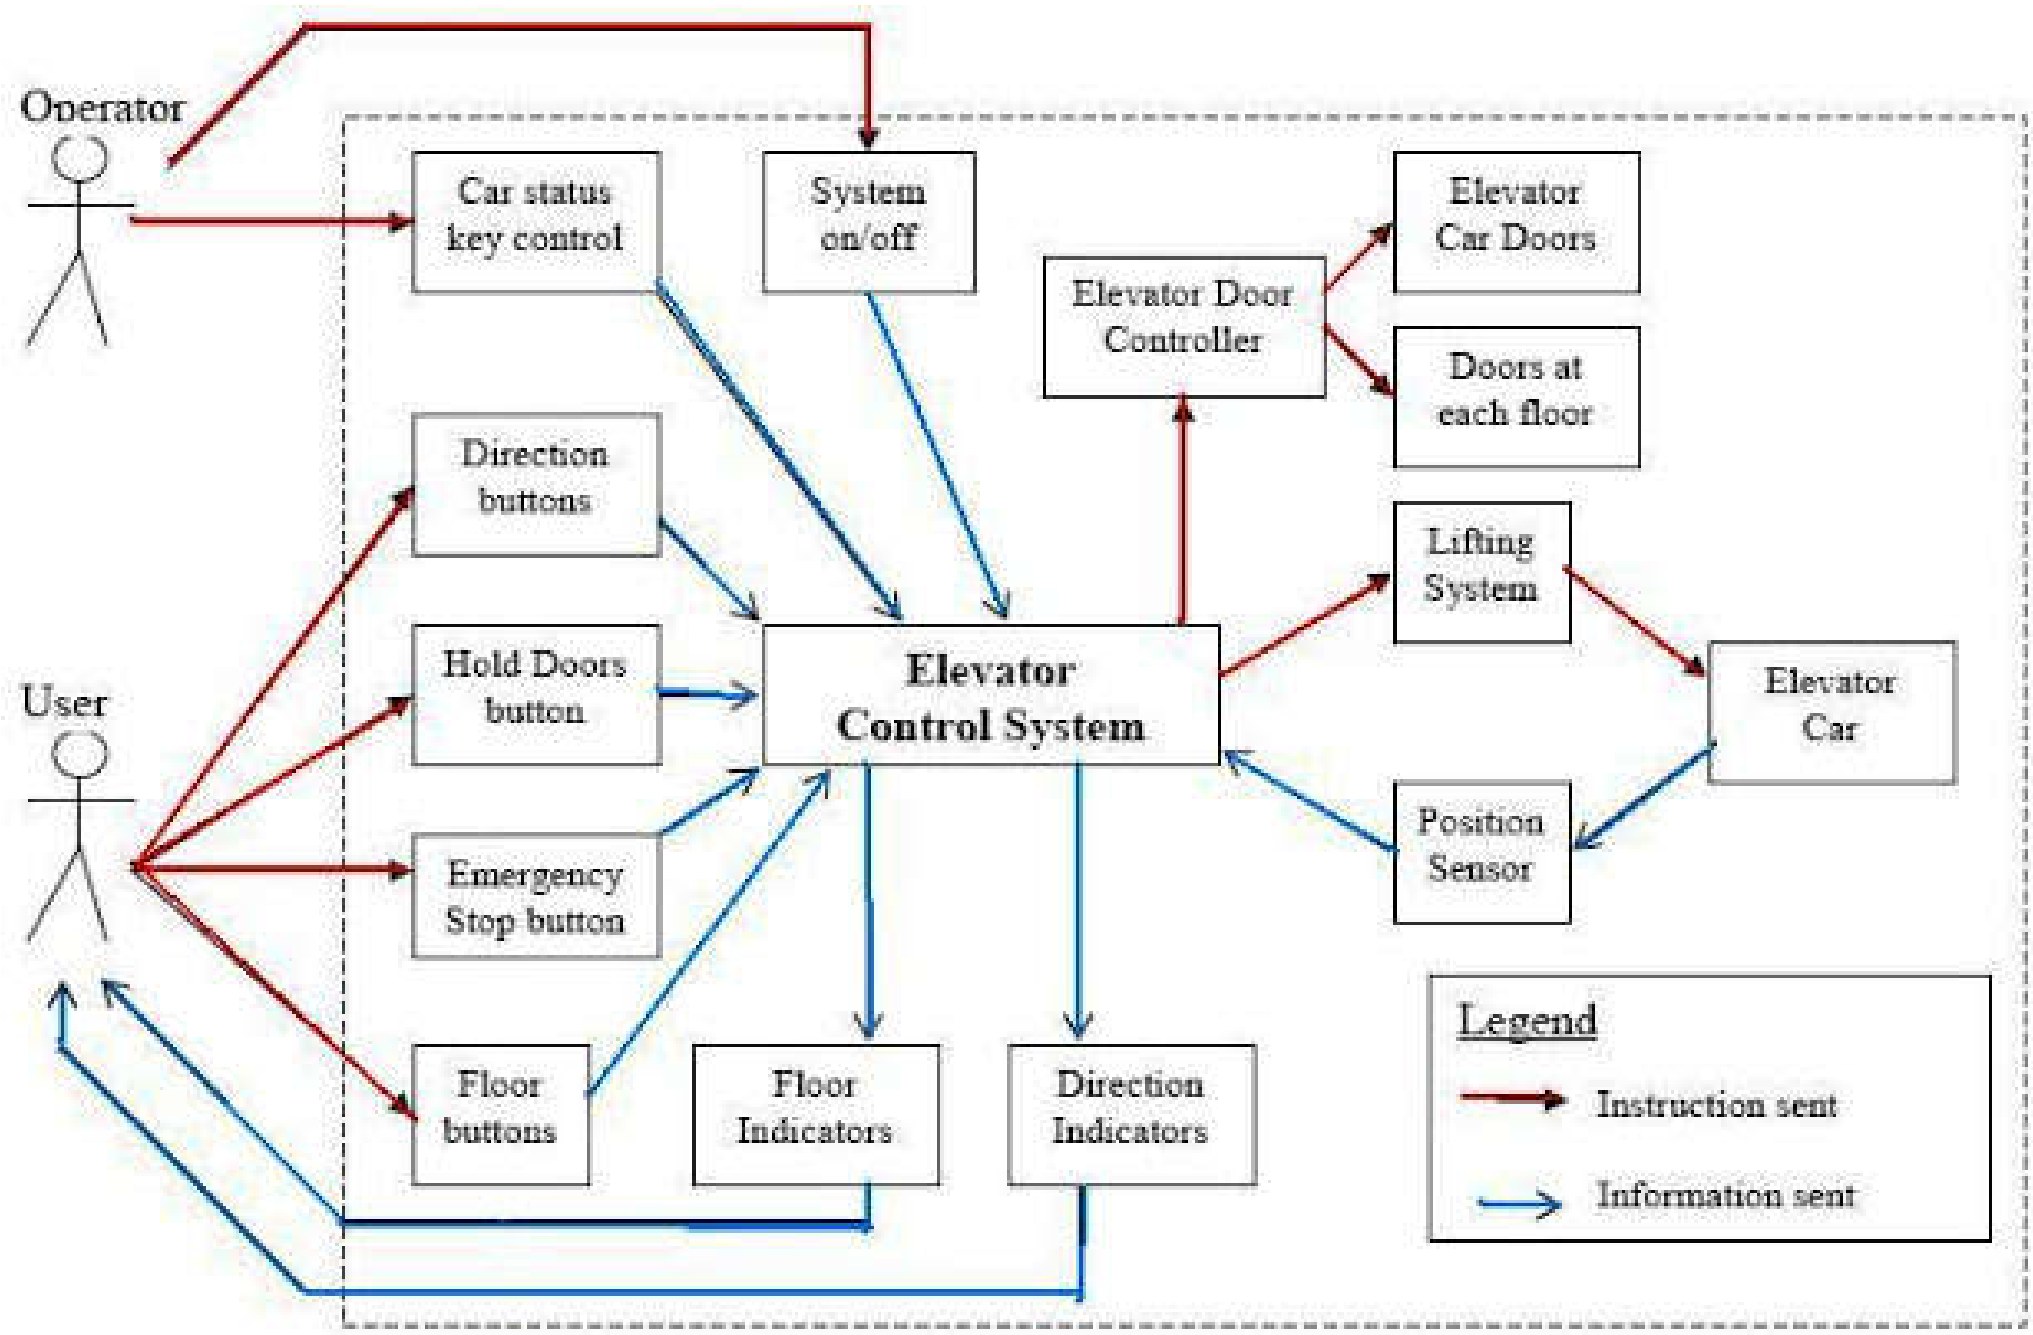 Operator
Car status
key control
System
on/off
Elevator
Car Doors
Elevator Door
Controller
Doors at
each floor
Direction
buttons
Lifting
System
Hold Doors
button
Elevator
Control System
Elevator
Car
User
Position
Sensor
Emergency
Stop button
Floor
buttons
Floor
Indicators
Direction
Indicators
Legend
Instruction sent
Information sent